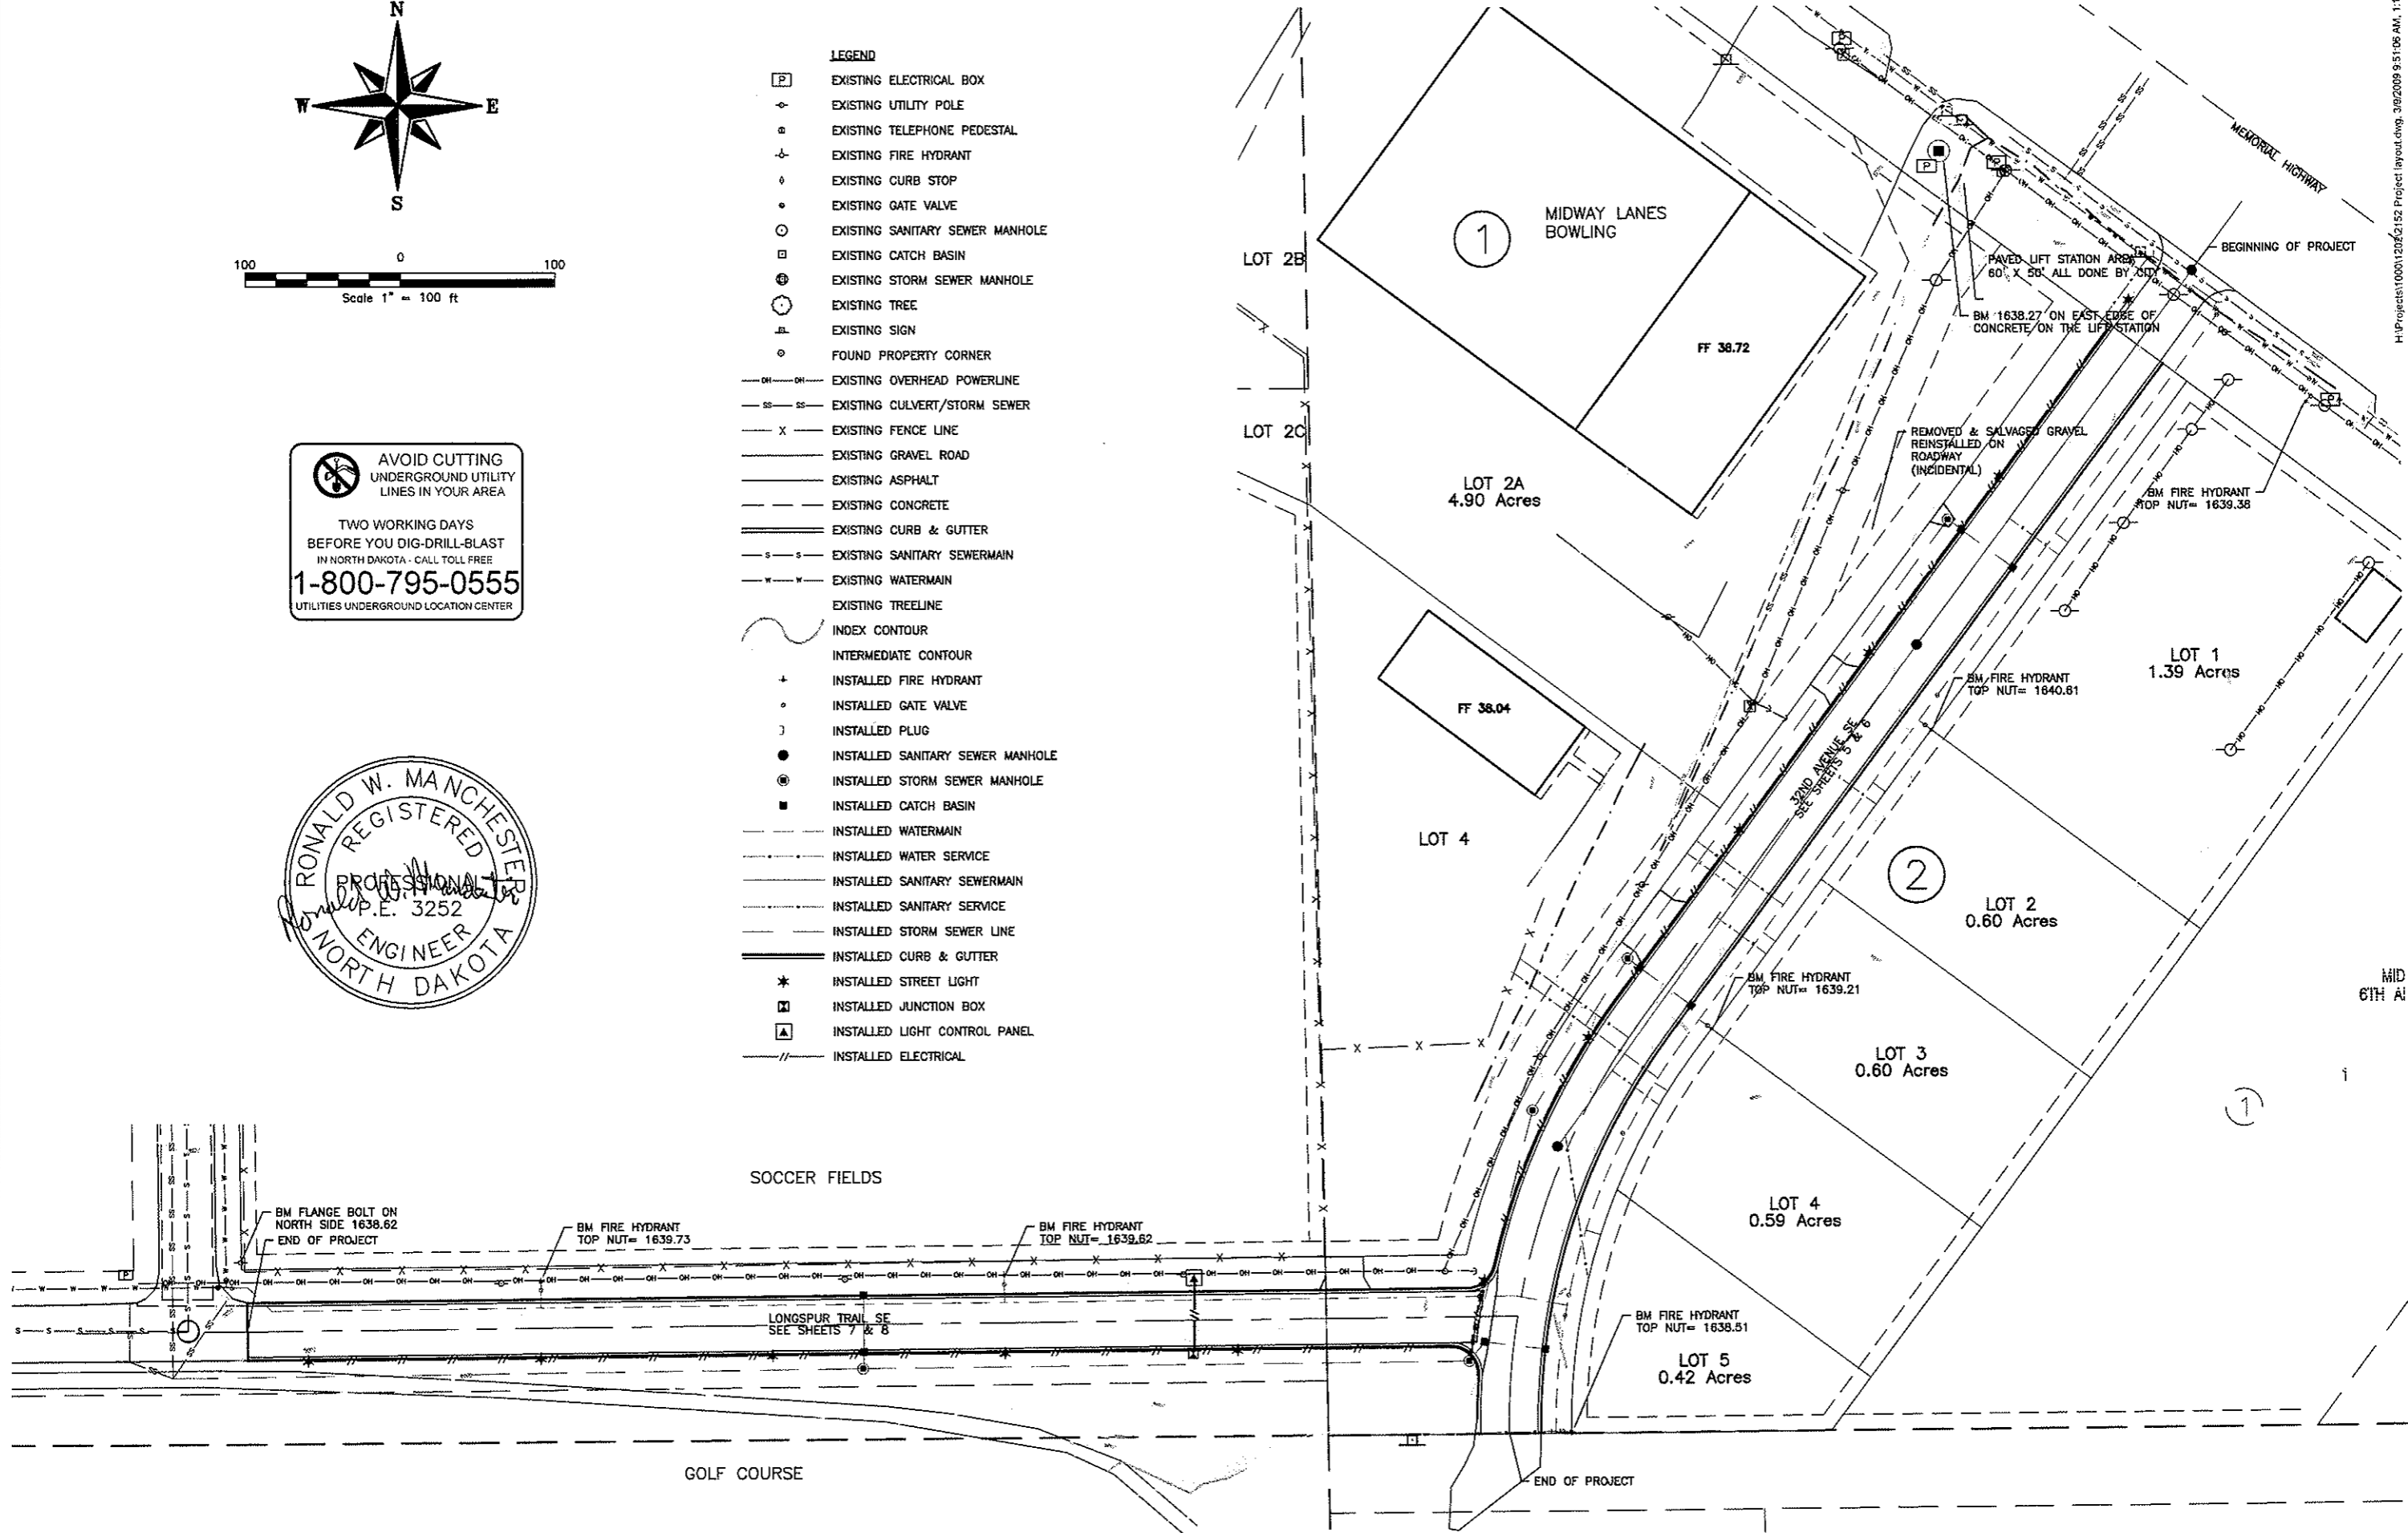 N
W
E
S
100
0
100
Scale 1" = 100 ft
AVOID CUTTING
UNDERGROUND UTILITY
LINES IN YOUR AREA
TWO WORKING DAYS
BEFORE YOU DIG-DRILL-BLAST
IN NORTH DAKOTA - CALL TOLL FREE
1-800-795-0555
UTILITIES UNDERGROUND LOCATION CENTER
RONALD W. MANCHESTER
REGISTERED
PROFESSIONAL
P.E. 3252
ENGINEER
NORTH DAKOTA
LEGEND
P EXISTING ELECTRICAL BOX
EXISTING UTILITY POLE
EXISTING TELEPHONE PEDESTAL
EXISTING FIRE HYDRANT
EXISTING CURB STOP
EXISTING GATE VALVE
EXISTING SANITARY SEWER MANHOLE
EXISTING CATCH BASIN
EXISTING STORM SEWER MANHOLE
EXISTING TREE
EXISTING SIGN
FOUND PROPERTY CORNER
OH OH EXISTING OVERHEAD POWERLINE
SS SS EXISTING CULVERT/STORM SEWER
X EXISTING FENCE LINE
EXISTING GRAVEL ROAD
EXISTING ASPHALT
EXISTING CONCRETE
EXISTING CURB & GUTTER
S S EXISTING SANITARY SEWERMAIN
W W EXISTING WATERMAIN
EXISTING TREELINE
INDEX CONTOUR
INTERMEDIATE CONTOUR
INSTALLED FIRE HYDRANT
INSTALLED GATE VALVE
INSTALLED PLUG
INSTALLED SANITARY SEWER MANHOLE
INSTALLED STORM SEWER MANHOLE
INSTALLED CATCH BASIN
INSTALLED WATERMAIN
INSTALLED WATER SERVICE
INSTALLED SANITARY SEWERMAIN
INSTALLED SANITARY SERVICE
INSTALLED STORM SEWER LINE
INSTALLED CURB & GUTTER
INSTALLED STREET LIGHT
INSTALLED JUNCTION BOX
INSTALLED LIGHT CONTROL PANEL
INSTALLED ELECTRICAL
LOT 2B
LOT 2C
1
MIDWAY LANES
BOWLING
FF 38.72
LOT 2A
4.90 Acres
FF 38.04
LOT 4
MEMORIAL HIGHWAY
BEGINNING OF PROJECT
PAVED LIFT STATION AREA
60' X 50' ALL DONE BY CITY
BM 1638.27 ON EAST EDGE OF
CONCRETE ON THE LIFT STATION
REMOVED & SALVAGED GRAVEL
REINSTALLED ON
ROADWAY
(INCIDENTAL)
BM FIRE HYDRANT
TOP NUT= 1639.38
LOT 1
1.39 Acres
BM FIRE HYDRANT
TOP NUT= 1640.61
32ND AVENUE SE
SEE SHEETS 5 & 6
2
LOT 2
0.60 Acres
BM FIRE HYDRANT
TOP NUT= 1639.21
LOT 3
0.60 Acres
MID
6TH
1
LOT 4
0.59 Acres
BM FIRE HYDRANT
TOP NUT= 1638.51
LOT 5
0.42 Acres
END OF PROJECT
SOCCER FIELDS
BM FLANGE BOLT ON
NORTH SIDE 1638.62
END OF PROJECT
BM FIRE HYDRANT
TOP NUT= 1639.73
BM FIRE HYDRANT
TOP NUT= 1639.62
LONGSPUR TRAIL SE
SEE SHEETS 7 & 8
GOLF COURSE